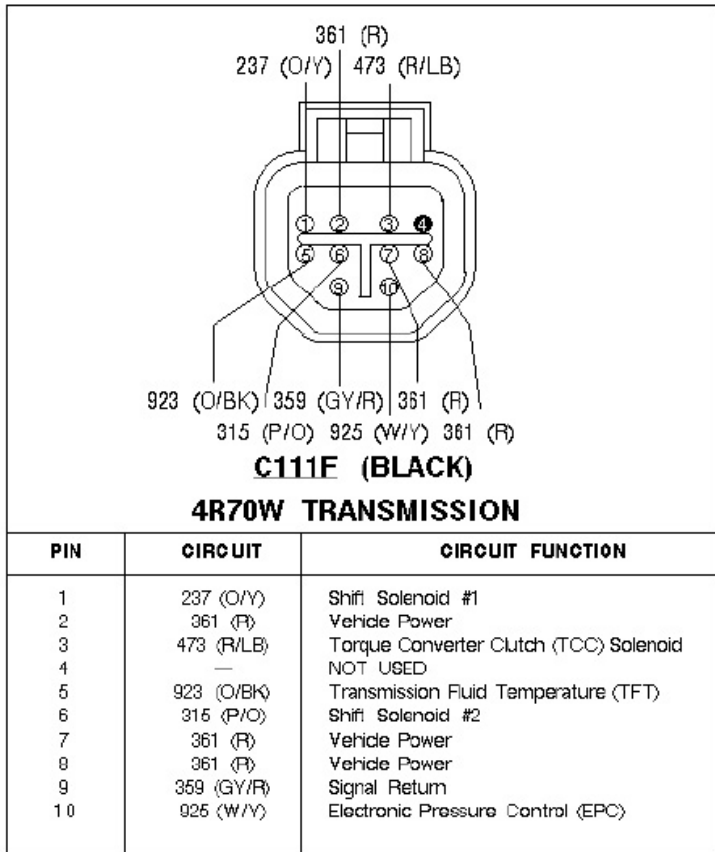 361 (R)
237 (O/Y) 473 (R/LB)
1 2 3 4
5 6 7 8
9 10
923 (O/BK) 359 (GY/R) 361 (R)
315 (P/O) 925 (W/Y) 361 (R)
C111F (BLACK)
4R70W TRANSMISSION
PIN CIRCUIT CIRCUIT FUNCTION
1 237 (O/Y) Shift Solenoid #1
2 361 (R) Vehicle Power
3 473 (R/LB) Torque Converter Clutch (TCC) Solenoid
4 — NOT USED
5 923 (O/BK) Transmission Fluid Temperature (TFT)
6 315 (P/O) Shift Solenoid #2
7 361 (R) Vehicle Power
8 361 (R) Vehicle Power
9 359 (GY/R) Signal Return
10 925 (W/Y) Electronic Pressure Control (EPC)